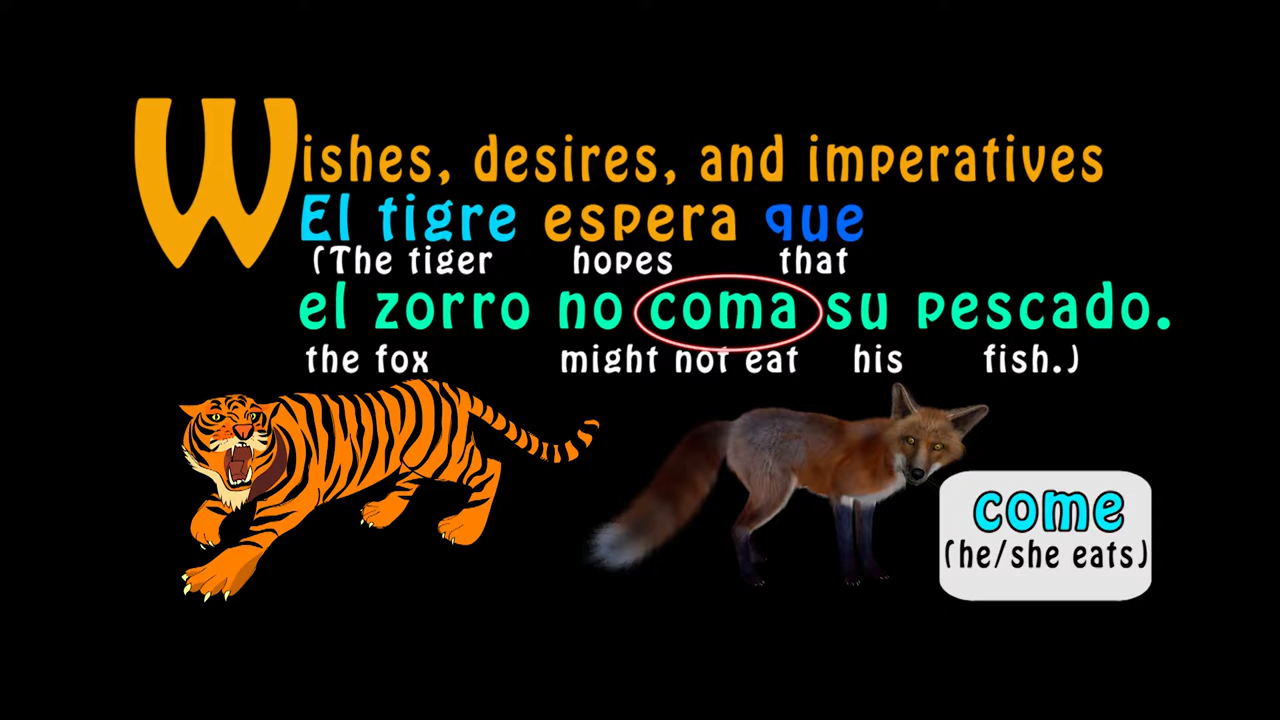 Wishes, desires, and imperatives
El tigre espera que
(The tiger hopes that
el zorro no coma su pescado.
the fox might not eat his fish.)
come
(he/she eats)